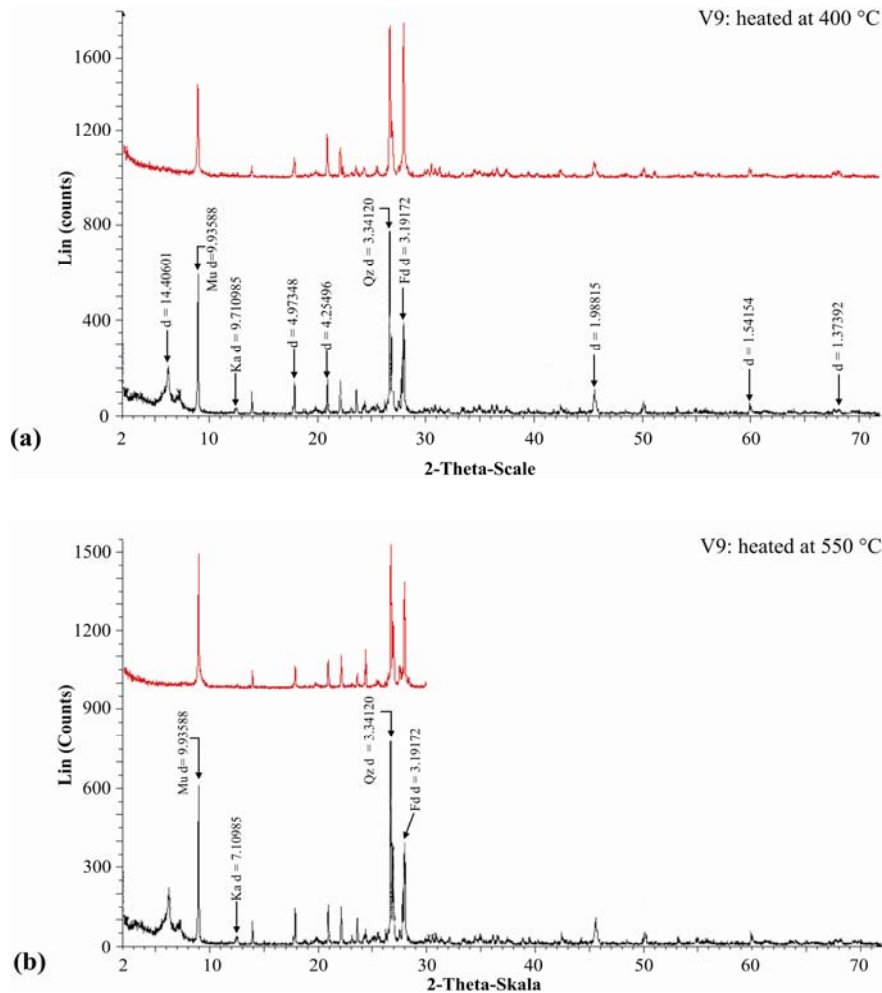 V9: heated at 400 °C
1600
1200
800
400
0
Lin (counts)
d = 14.40601
Mu d=9.93588
Ka d = 9.710985
d = 4.97348
d = 4.25496
Qz d = 3.34120
Fd d = 3.19172
d = 1.98815
d = 1.54154
d = 1.37392
2 10 20 30 40 50 60 70
2-Theta-Scale
(a)
V9: heated at 550 °C
1500
1200
900
600
300
0
Lin (Counts)
Mu d= 9.93588
Ka d = 7.10985
Qz d = 3.34120
Fd d = 3.19172
2 10 20 30 40 50 60 70
2-Theta-Skala
(b)